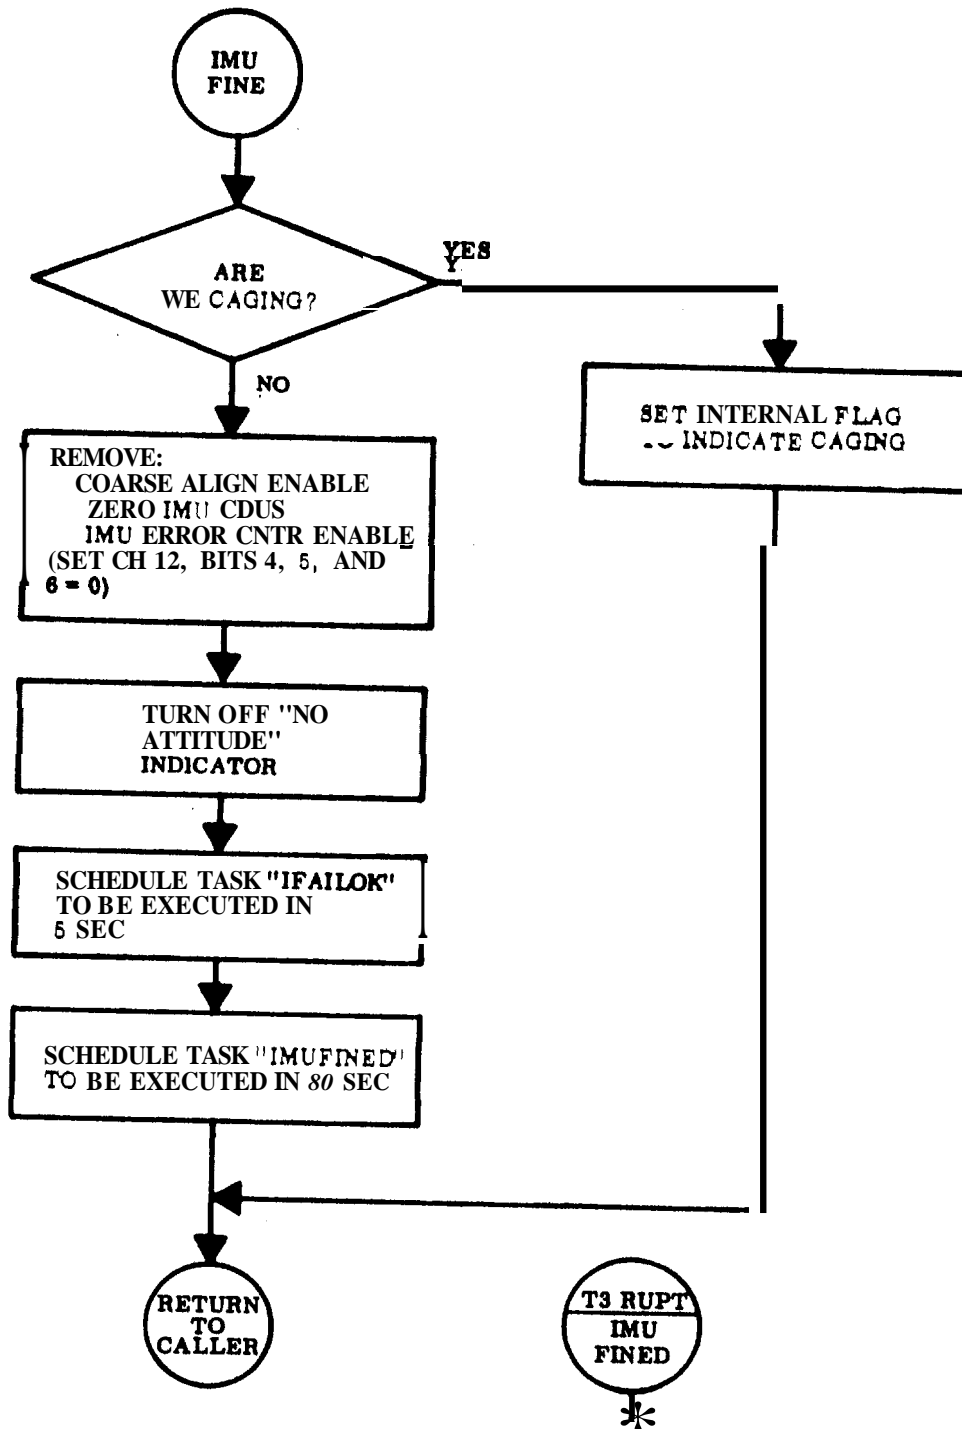 IMU
FINE
ARE
WE CAGING?
YES
Y
NO
SET INTERNAL FLAG
INDICATE CAGING
REMOVE:
COARSE ALIGN ENABLE
ZERO IMU CDUS
IMU ERROR CNTR ENABLE
(SET CH 12, BITS 4, 5, AND
6 = 0)
TURN OFF "NO
ATTITUDE"
INDICATOR
SCHEDULE TASK "IFAILOK"
TO BE EXECUTED IN
5 SEC
SCHEDULE TASK "IMUFINED"
TO BE EXECUTED IN 80 SEC
RETURN
TO
CALLER
T3 RUPT
IMU
FINED